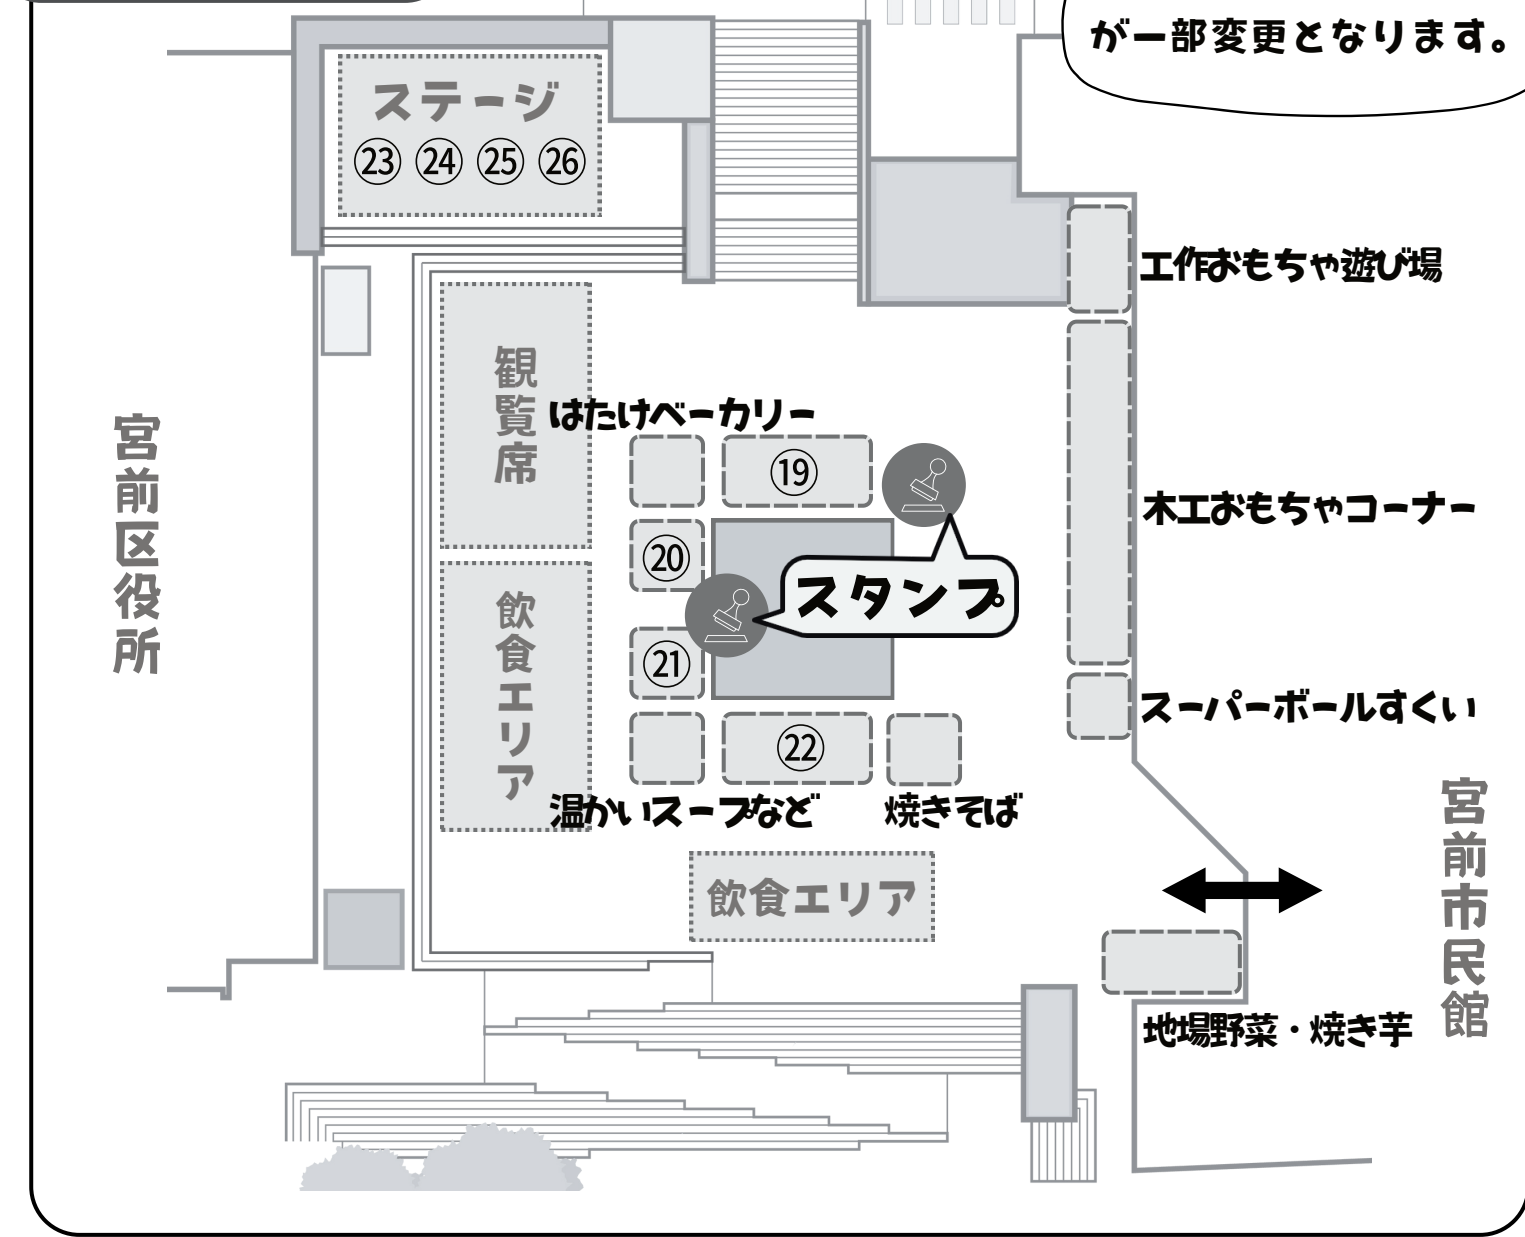 が一部変更となります。
ステージ
㉓ ㉔ ㉕ ㉖
工作おもちゃ遊び場
観覧席
はたけベーカリー
⑲
宮前区役所
木工おもちゃコーナー
⑳
スタンプ
飲食エリア
㉑
スーパーボールすくい
㉒
温かいスープなど
焼きそば
宮前市民館
飲食エリア
地場野菜・焼き芋